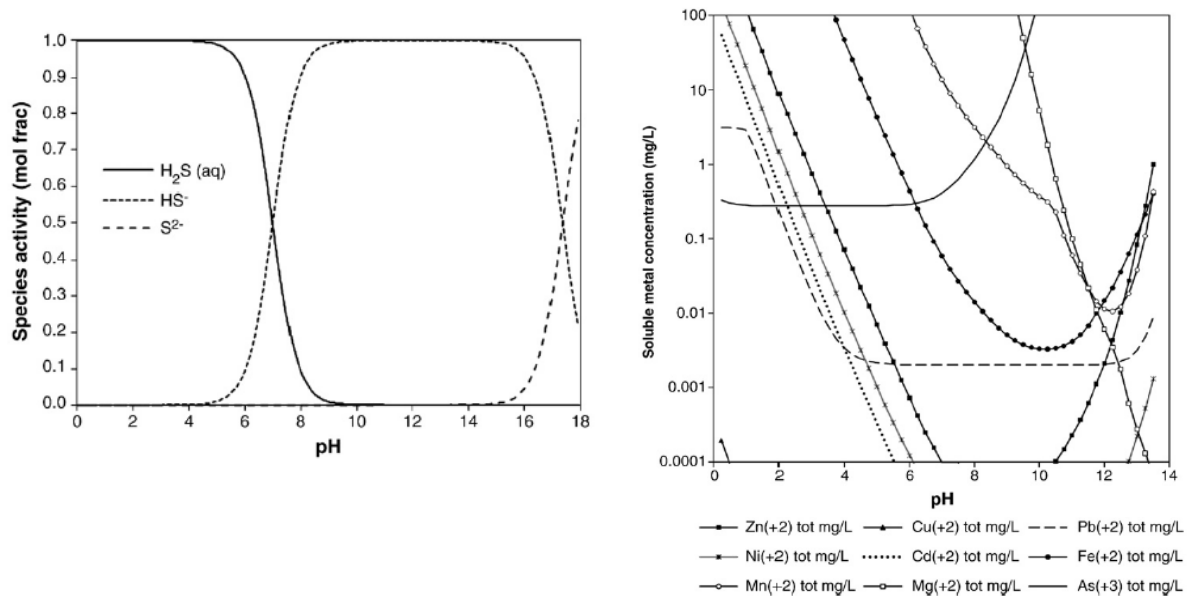 1.0
0.9
0.8
0.7
0.6
0.5
0.4
0.3
0.2
0.1
0.0
Species activity (mol frac)
H₂S (aq)
HS⁻
S²⁻
0 2 4 6 8 10 12 14 16 18
pH
100
10
1
0.1
0.01
0.001
0.0001
Soluble metal concentration (mg/L)
0 2 4 6 8 10 12 14
pH
Zn(+2) tot mg/L Cu(+2) tot mg/L Pb(+2) tot mg/L
Ni(+2) tot mg/L Cd(+2) tot mg/L Fe(+2) tot mg/L
Mn(+2) tot mg/L Mg(+2) tot mg/L As(+3) tot mg/L